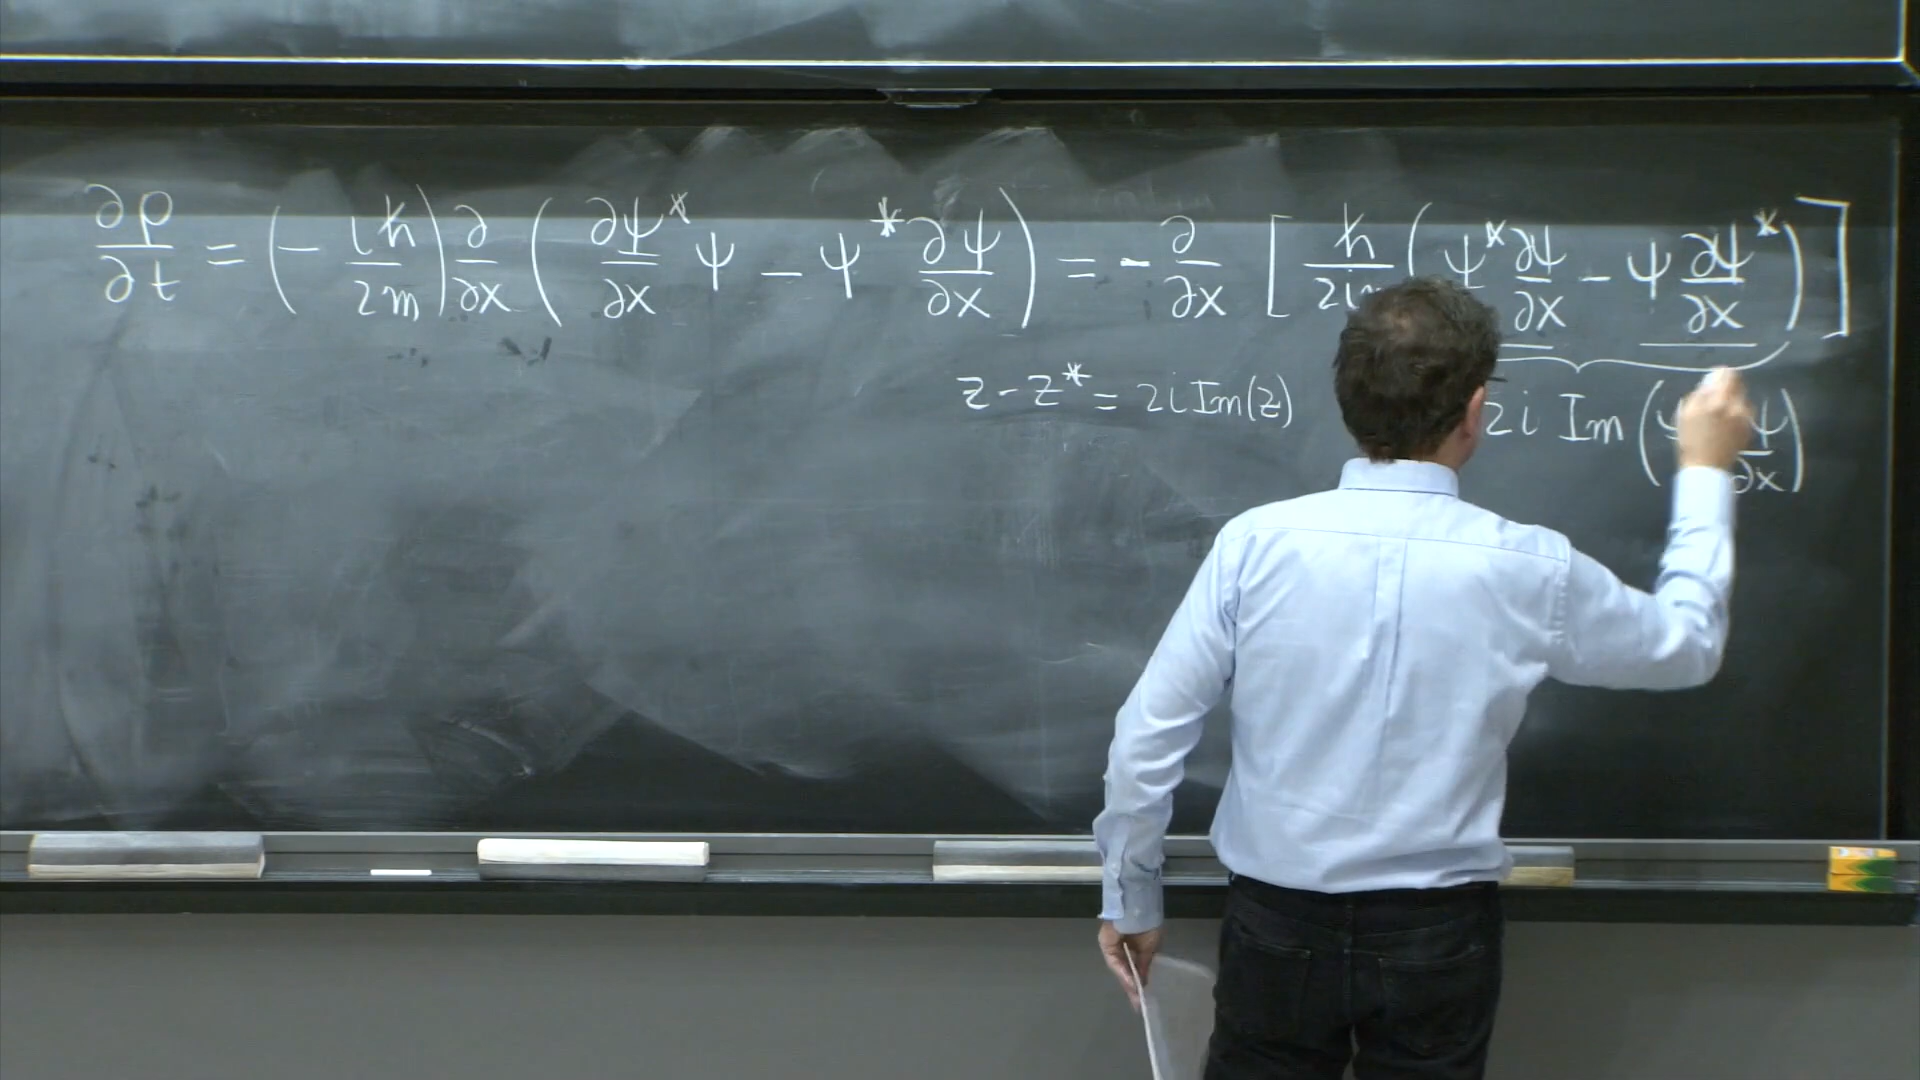 ∂ρ/∂t = (− iħ/2m) ∂/∂x (∂ψ*/∂x ψ − ψ* ∂ψ/∂x) = − ∂/∂x [ħ/2i (ψ* ∂ψ/∂x − ψ ∂ψ*/∂x)]
z - z* = 2i Im(z)
2i Im( ψ/∂x)